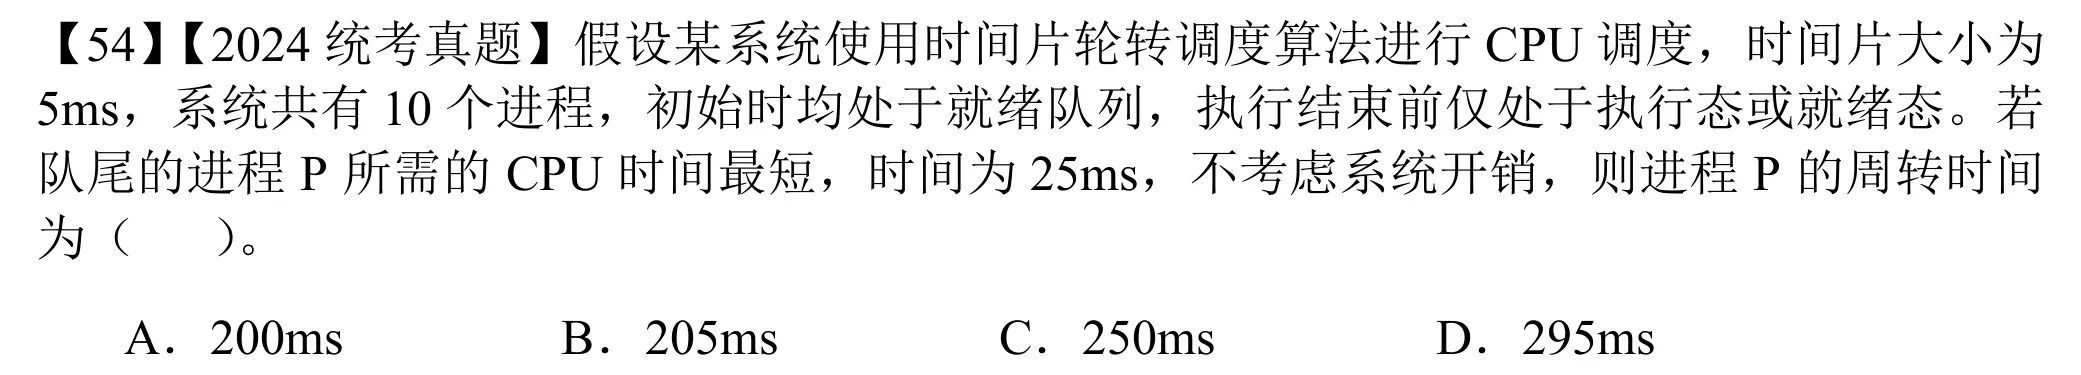 【54】【2024 统考真题】假设某系统使用时间片轮转调度算法进行 CPU 调度，时间片大小为
5ms，系统共有 10 个进程，初始时均处于就绪队列，执行结束前仅处于执行态或就绪态。若
队尾的进程 P 所需的 CPU 时间最短，时间为 25ms，不考虑系统开销，则进程 P 的周转时间
为（　　）。
A．200ms B．205ms C．250ms D．295ms